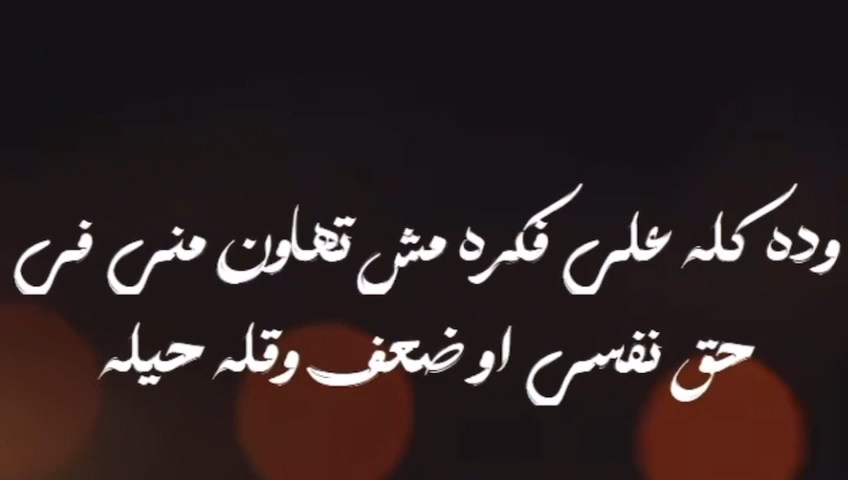 وده كله على فكره مش تهاون منى فى
حق نفسى او ضعف وقله حيله